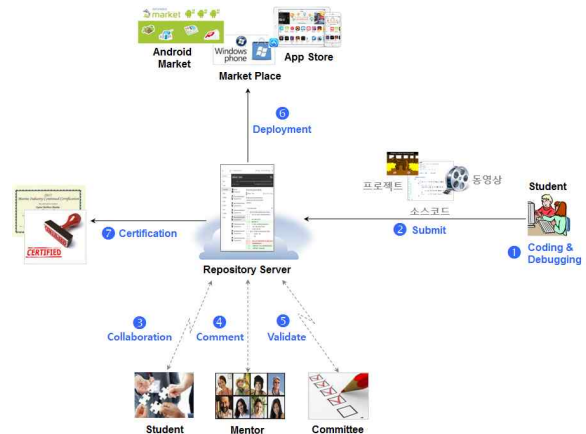 market
Android
Market
Windows
phone
Market Place
App Store
6
Deployment
프로젝트
동영상
소스코드
Student
2 Submit
1 Coding &
Debugging
7 Certification
CERTIFIED
Repository Server
3
Collaboration
4
Comment
5
Validate
Student
Mentor
Committee